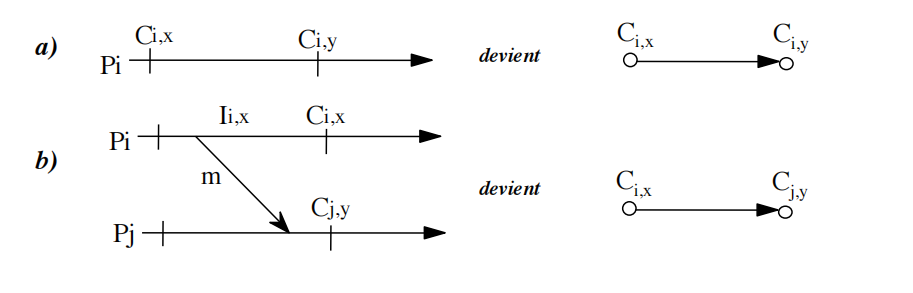 a)
Ci,x
Ci,y
Pi
devient
Ci,x
Ci,y
b)
Ii,x
Ci,x
Pi
m
Cj,y
Pj
devient
Ci,x
Cj,y